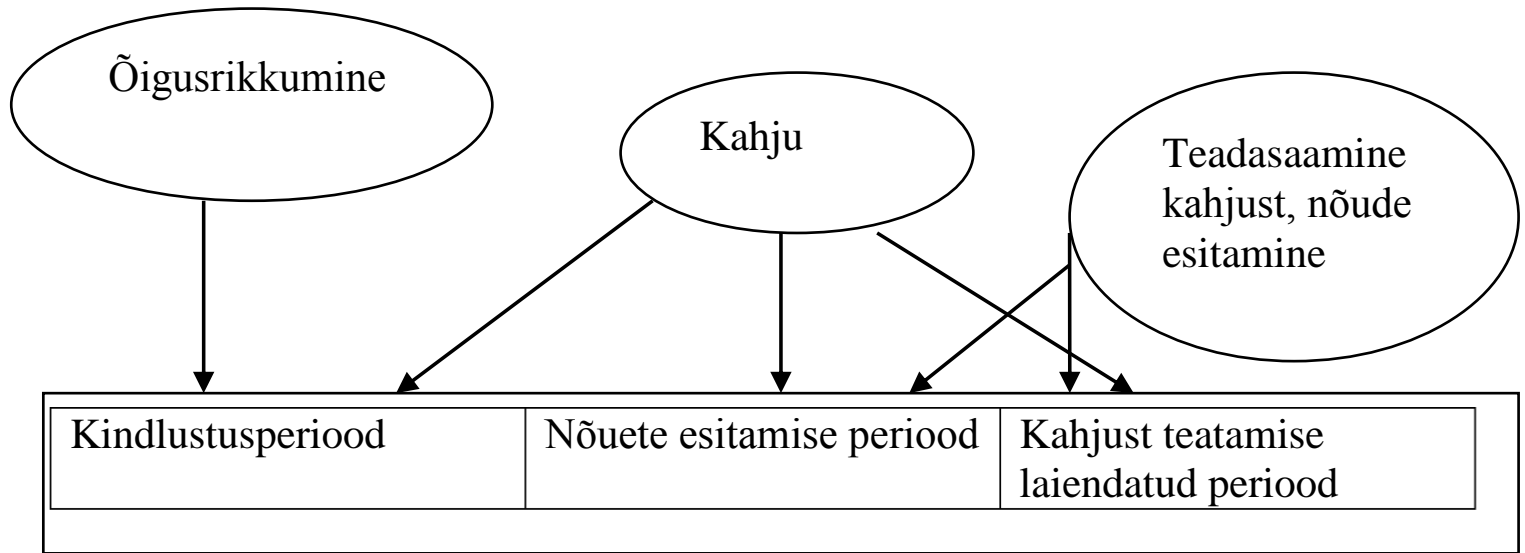 Õigusrikkumine
Kahju
Teadasaamine
kahjust, nõude
esitamine
Kindlustusperiood
Nõuete esitamise periood
Kahjust teatamise
laiendatud periood